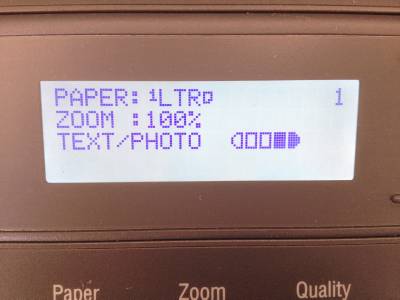 PAPER: ¹LTR 1
ZOOM :100%
TEXT/PHOTO
Paper Zoom Quality